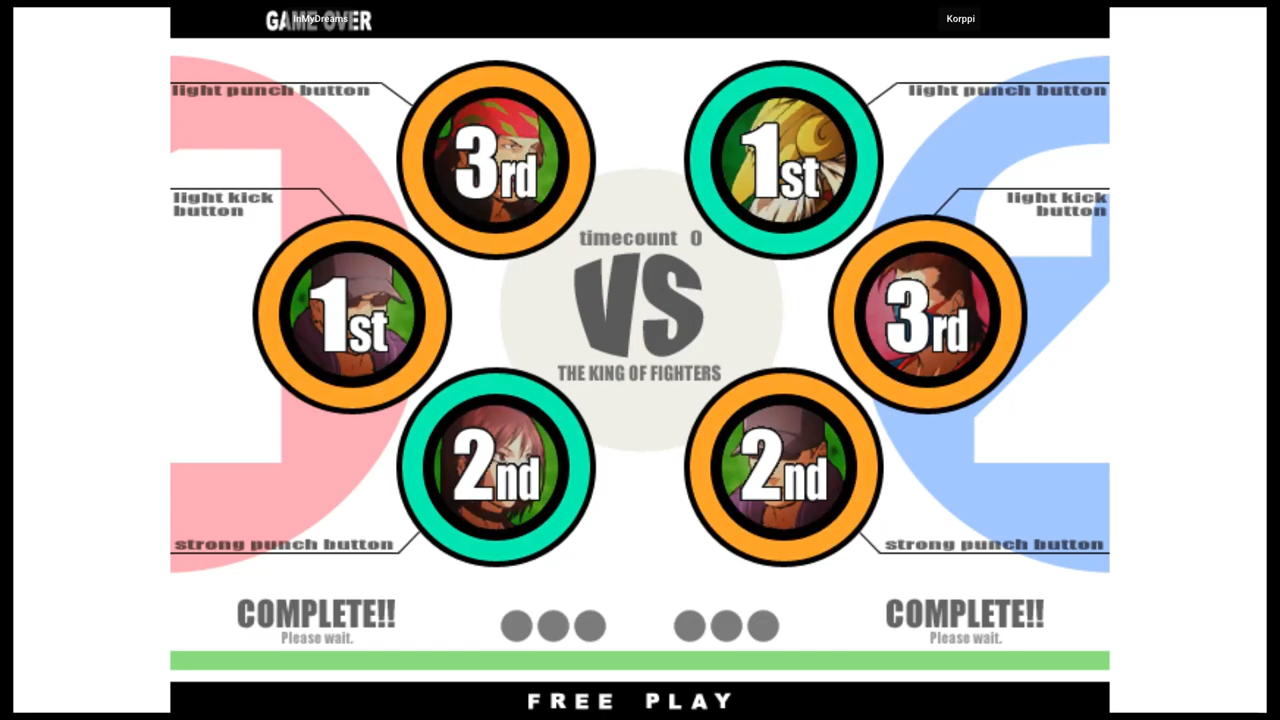 GAME OVER
InMyDreams
Korppi
light punch button
light punch button
light kick
button
light kick
button
3rd
1st
1st
3rd
2nd
2nd
timecount 0
VS
THE KING OF FIGHTERS
strong punch button
strong punch button
COMPLETE!!
Please wait.
COMPLETE!!
Please wait.
FREE PLAY